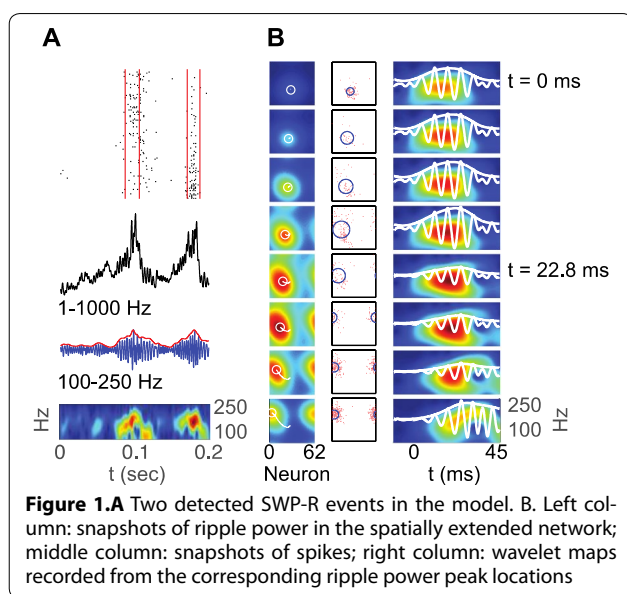 A
B
t = 0 ms
t = 22.8 ms
1-1000 Hz
100-250 Hz
Hz
250
100
0
0.1
0.2
t (sec)
0
62
Neuron
0
45
t (ms)
250
100
Hz
Figure 1.A Two detected SWP-R events in the model. B. Left col-
umn: snapshots of ripple power in the spatially extended network;
middle column: snapshots of spikes; right column: wavelet maps
recorded from the corresponding ripple power peak locations